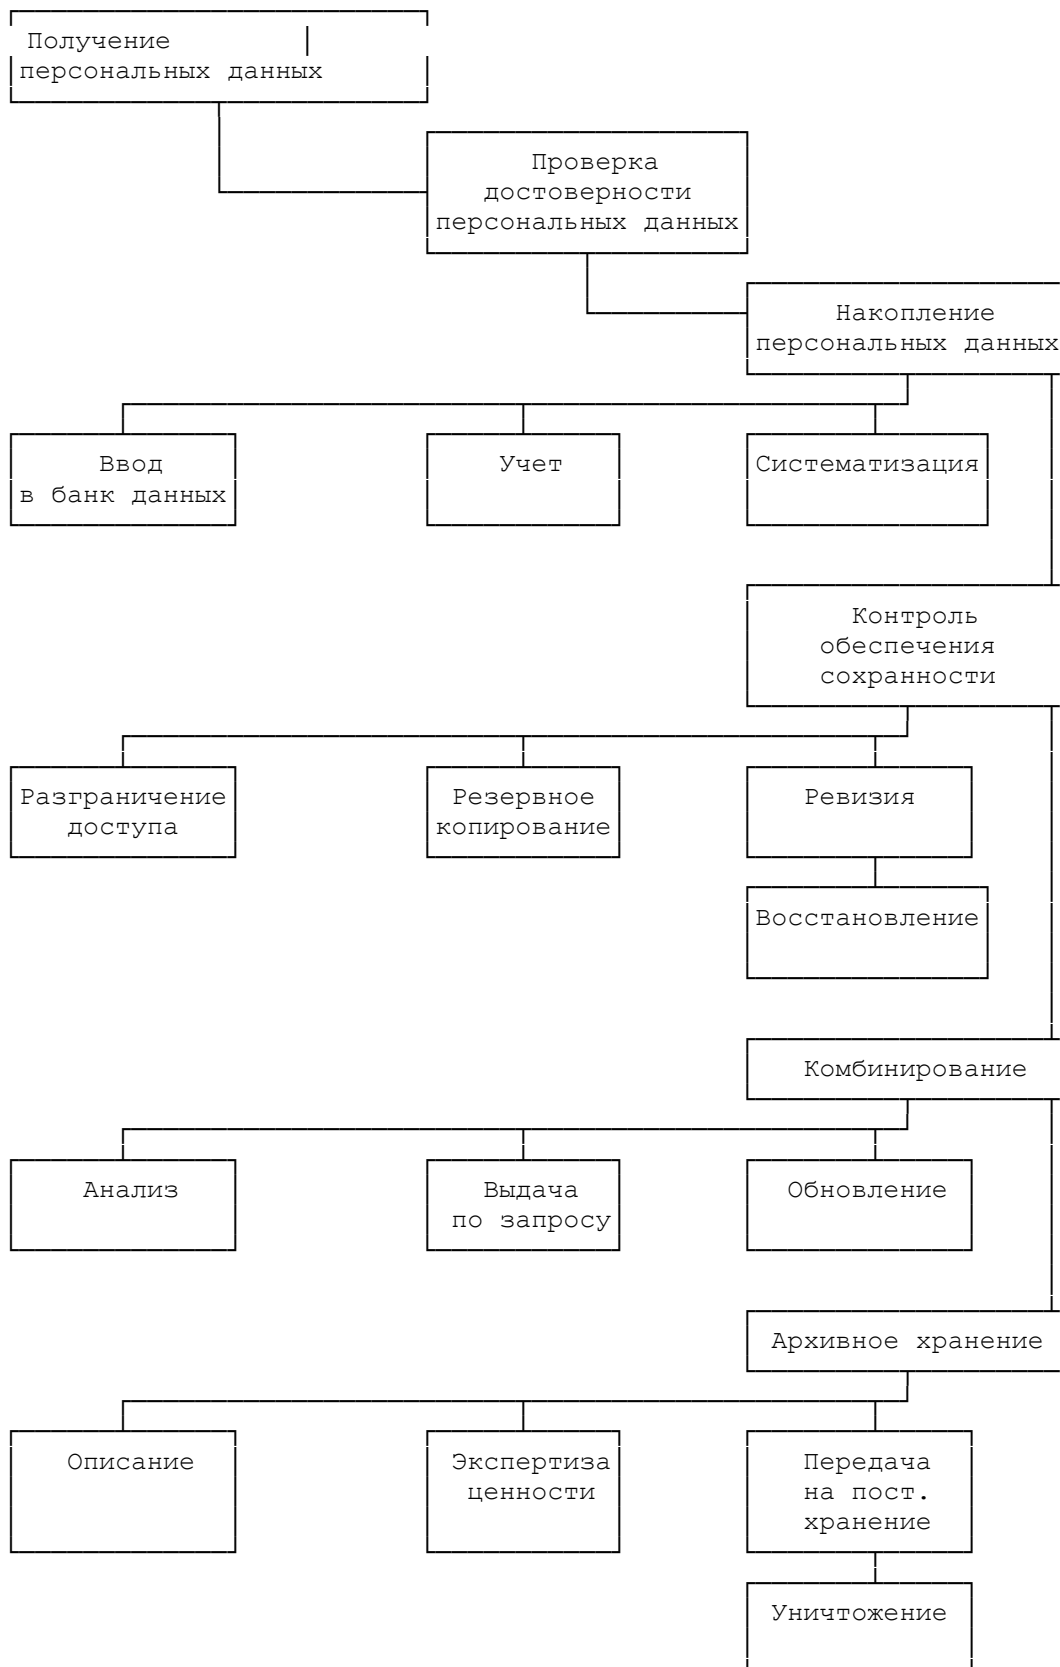 Получение
персональных данных
Проверка
достоверности
персональных данных
Накопление
персональных данных
Ввод
в банк данных
Учет
Систематизация
Контроль
обеспечения
сохранности
Разграничение
доступа
Резервное
копирование
Ревизия
Восстановление
Комбинирование
Анализ
Выдача
по запросу
Обновление
Архивное хранение
Описание
Экспертиза
ценности
Передача
на пост.
хранение
Уничтожение